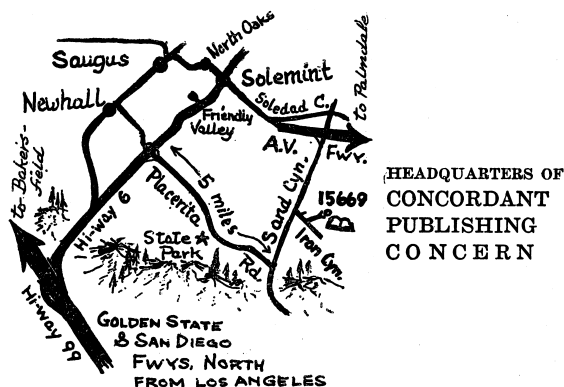 Saugus
North Oaks
Solemint
Newhall
Friendly
Valley
Soledad C.
to Palmdale
A.V.
FWY.
to Bakers-
field
Hi-way 6
Placerita
5 miles
Rd
State
Park
Sand Cyn.
15669
Iron Cyn.
Hi-way 99
GOLDEN STATE
& SAN DIEGO
FWYS, NORTH
FROM LOS ANGELES
HEADQUARTERS OF
CONCORDANT
PUBLISHING
CONCERN